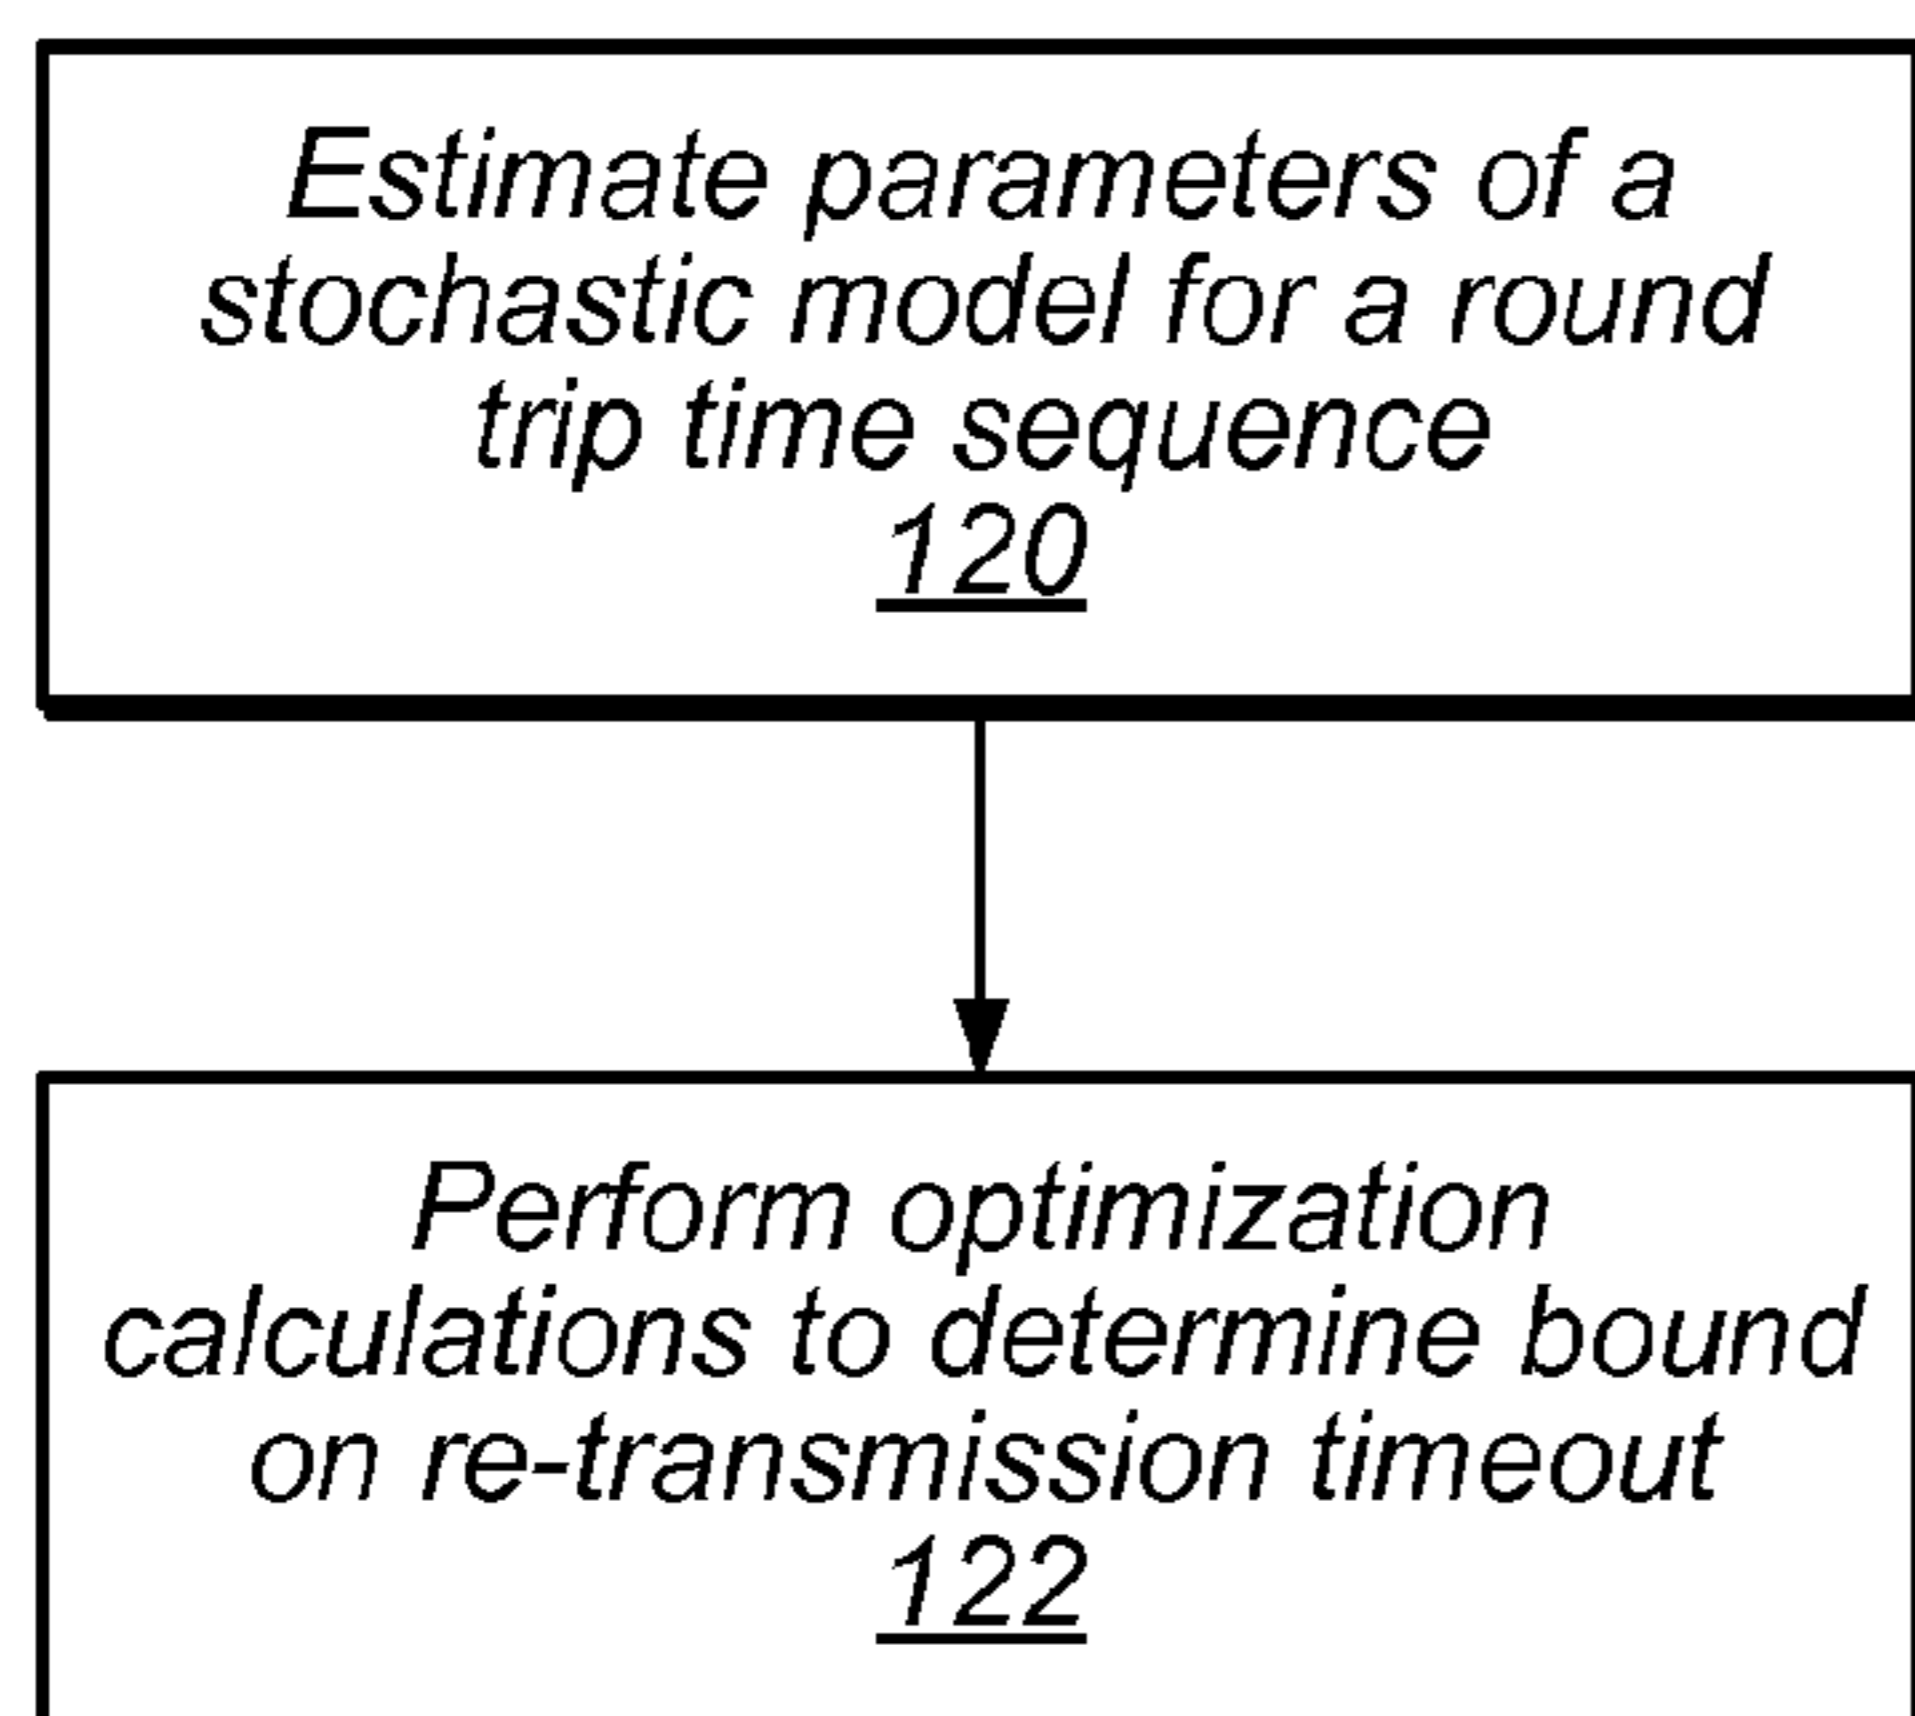 Estimate parameters of a
stochastic model for a round
trip time sequence
120
Perform optimization
calculations to determine bound
on re-transmission timeout
122